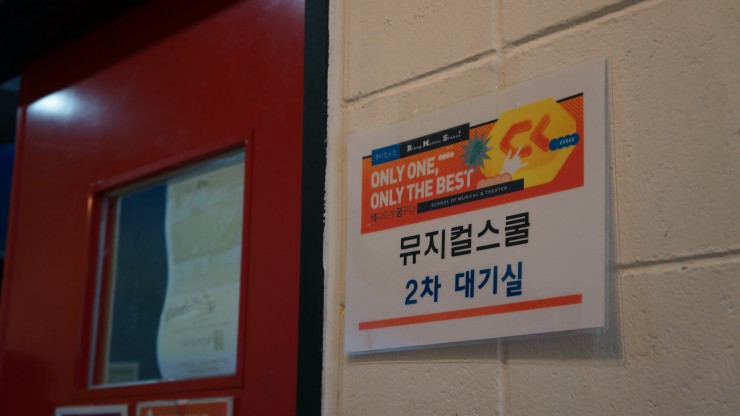 ONLY ONE,
ONLY THE BEST
SCHOOL OF MUSICAL & THEATER
뮤지컬스쿨
2차 대기실